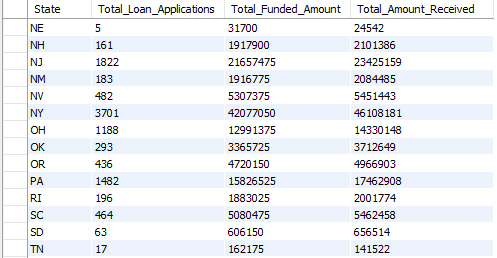 State Total_Loan_Applications Total_Funded_Amount Total_Amount_Received
NE 5 31700 24542
NH 161 1917900 2101386
NJ 1822 21657475 23425159
NM 183 1916775 2084485
NV 482 5307375 5451443
NY 3701 42077050 46108181
OH 1188 12991375 14330148
OK 293 3365725 3712649
OR 436 4720150 4966903
PA 1482 15826525 17462908
RI 196 1883025 2001774
SC 464 5080475 5462458
SD 63 606150 656514
TN 17 162175 141522